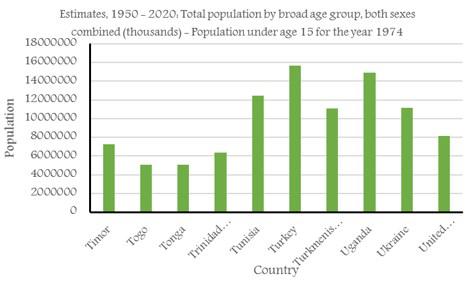 Estimates, 1950 - 2020: Total population by broad age group, both sexes
combined (thousands) - Population under age 15 for the year 1974
18000000
16000000
14000000
12000000
10000000
8000000
6000000
4000000
2000000
0
Population
Timor
Togo
Tonga
Trinidad...
Tunisia
Turkey
Turkmenis...
Uganda
Ukraine
United...
Country